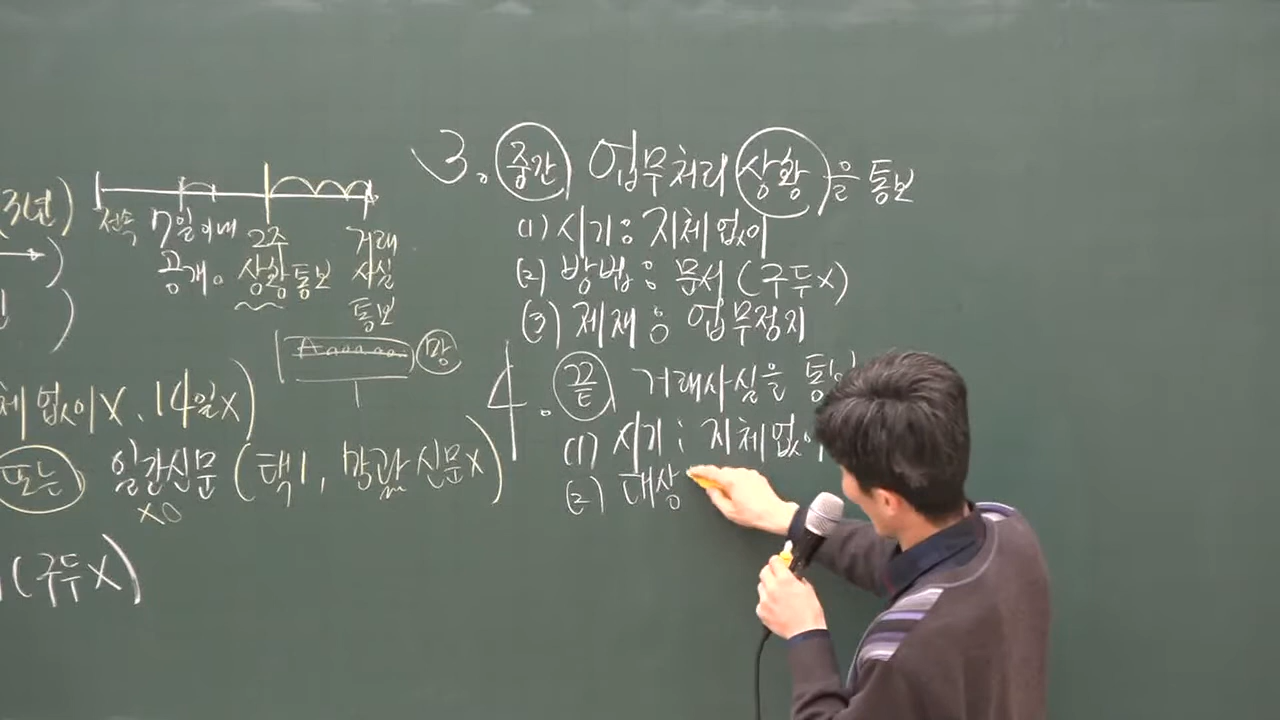 3년)
전속 7일이내 2주 거래
공개. 상황통보 사실
통보
망
체없이X, 14일X)
또는 일간신문 (택1, 방광신문X)
XO
(구두X)
3. 중간 업무처리 상황을 통보
(1) 시기: 지체없이
(2) 방법: 문서 (구두X)
(3) 제재: 업무정지
4. 끝 거래사실을 통보
(1) 시기: 지체없이
(2) 대상